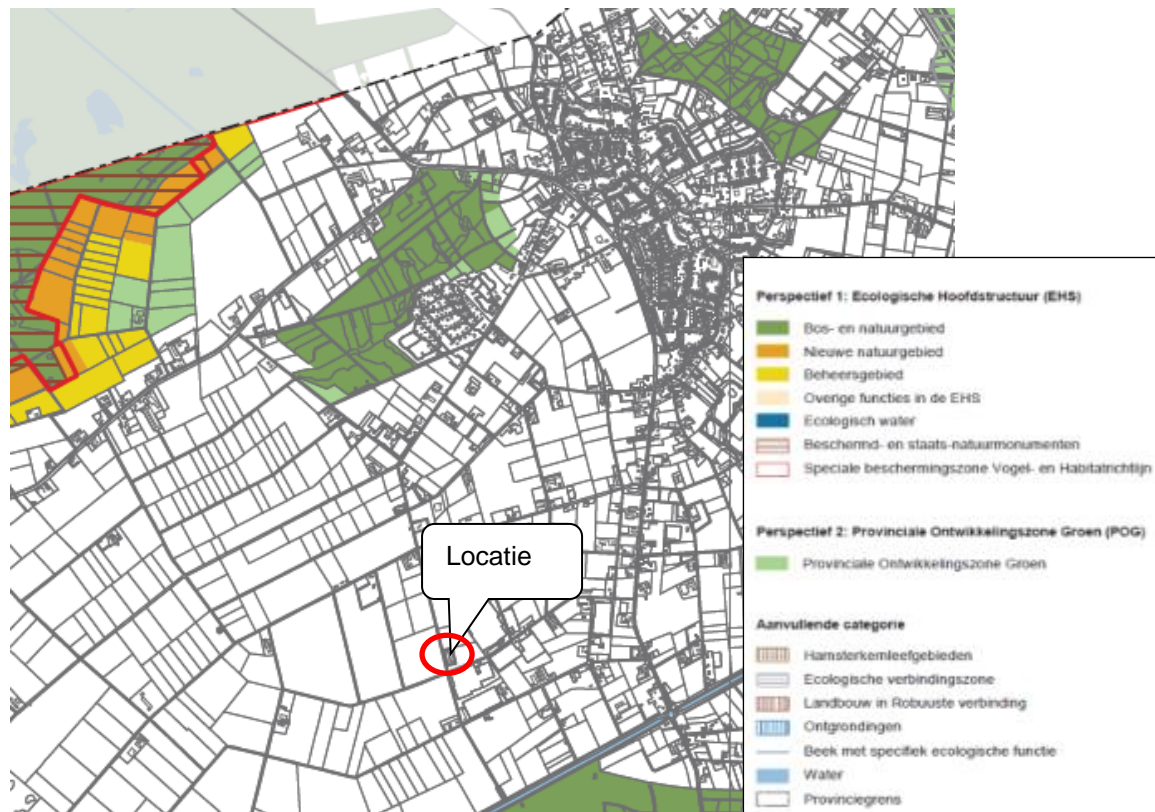 Locatie
Perspectief 1: Ecologische Hoofdstructuur (EHS)
Bos- en natuurgebied
Nieuwe natuurgebied
Beheersgebied
Overige functies in de EHS
Ecologisch water
Beschermd- en staats-natuurmonumenten
Speciale beschermingszone Vogel- en Habitatrichtlijn
Perspectief 2: Provinciale Ontwikkelingszone Groen (POG)
Provinciale Ontwikkelingszone Groen
Aanvullende categorie
Hamsterkernleefgebieden
Ecologische verbindingszone
Landbouw in Robuuste verbinding
Ontgrondingen
Beek met specifiek ecologische functie
Water
Provinciegrens